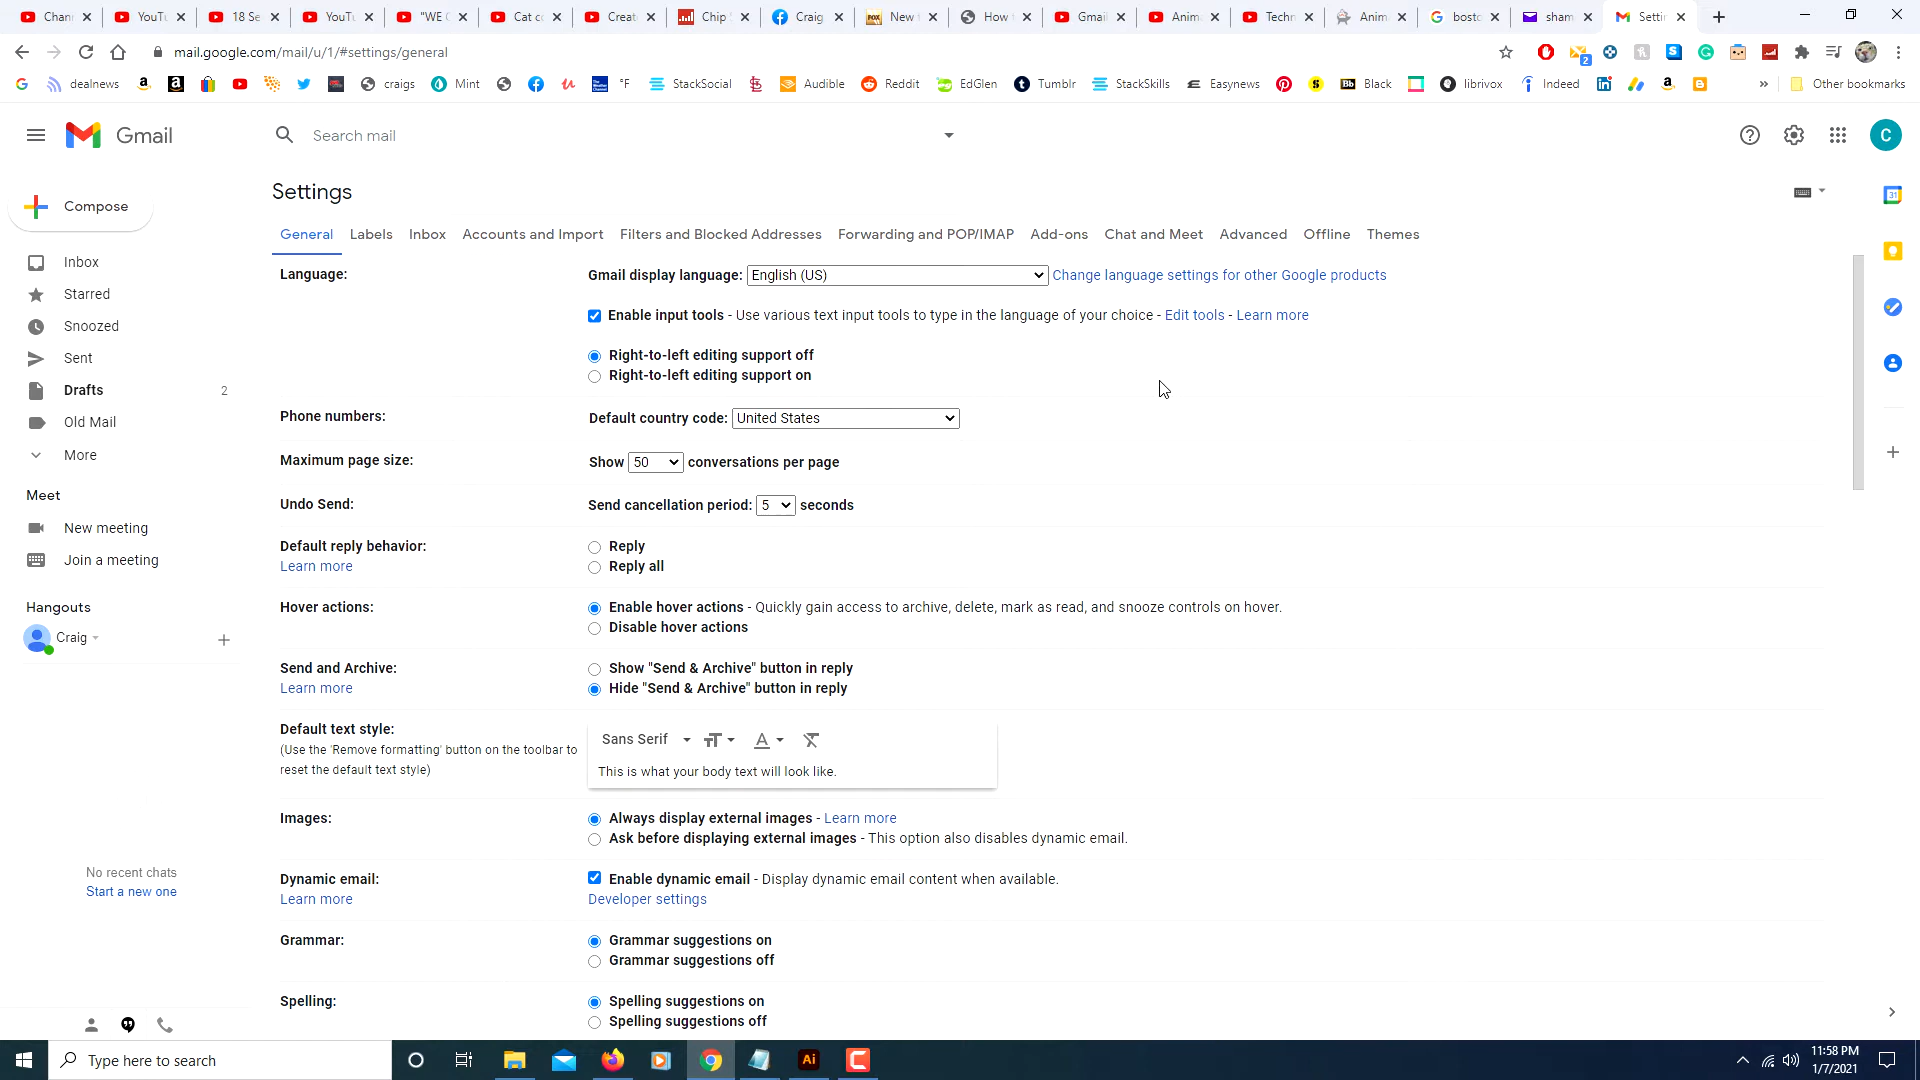 Chann
YouTu
18 Se
YouTu
"WE C
Cat co
Create
Chip
Craig
New
How t
Gmail
Anim
Techn
Anim
bosto
sham
Settin
mail.google.com/mail/u/1/#settings/general
dealnews
craigs
Mint
°F
StackSocial
Audible
Reddit
EdGlen
Tumblr
StackSkills
Easynews
Black
librivox
Indeed
»
Other bookmarks
Gmail
Search mail
C
Compose
Inbox
Starred
Snoozed
Sent
Drafts 2
Old Mail
More
Meet
New meeting
Join a meeting
Hangouts
Craig
No recent chats
Start a new one
Settings
General Labels Inbox Accounts and Import Filters and Blocked Addresses Forwarding and POP/IMAP Add-ons Chat and Meet Advanced Offline Themes
Language:
Gmail display language: English (US) Change language settings for other Google products
Enable input tools - Use various text input tools to type in the language of your choice - Edit tools - Learn more
Right-to-left editing support off
Right-to-left editing support on
Phone numbers:
Default country code: United States
Maximum page size:
Show 50 conversations per page
Undo Send:
Send cancellation period: 5 seconds
Default reply behavior:
Learn more
Reply
Reply all
Hover actions:
Enable hover actions - Quickly gain access to archive, delete, mark as read, and snooze controls on hover.
Disable hover actions
Send and Archive:
Learn more
Show "Send & Archive" button in reply
Hide "Send & Archive" button in reply
Default text style:
(Use the 'Remove formatting' button on the toolbar to
reset the default text style)
Sans Serif
This is what your body text will look like.
Images:
Always display external images - Learn more
Ask before displaying external images - This option also disables dynamic email.
Dynamic email:
Learn more
Enable dynamic email - Display dynamic email content when available.
Developer settings
Grammar:
Grammar suggestions on
Grammar suggestions off
Spelling:
Spelling suggestions on
Spelling suggestions off
Type here to search
Ai
11:58 PM
1/7/2021